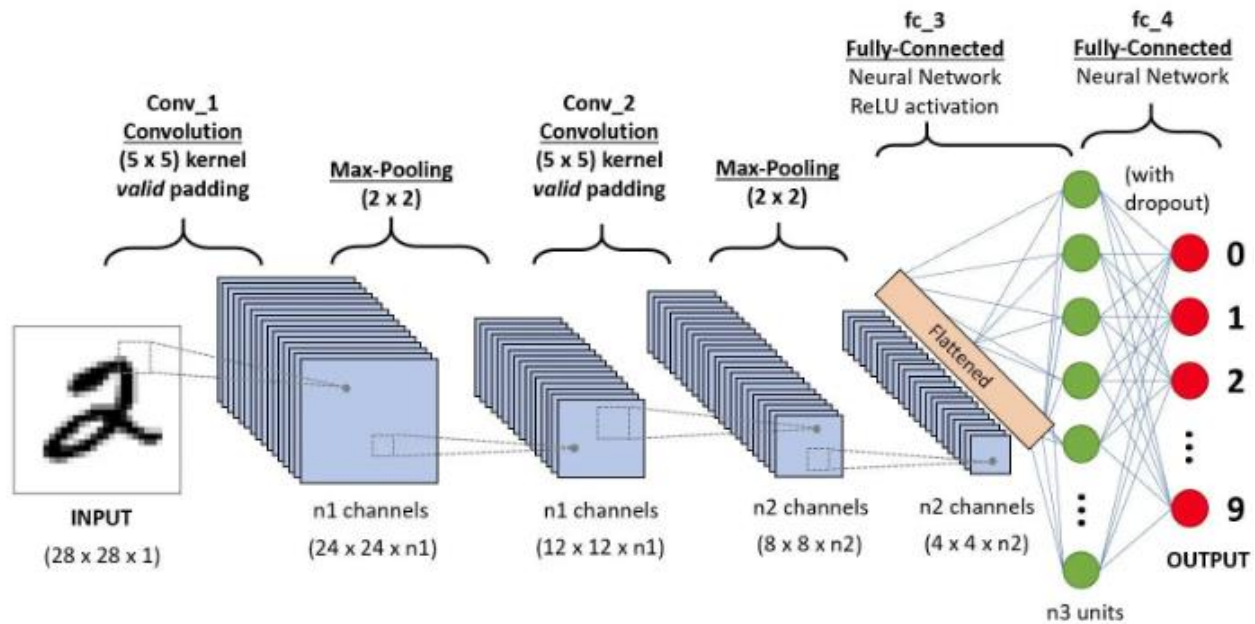 Conv_1
Convolution
(5 x 5) kernel
valid padding
Max-Pooling
(2 x 2)
Conv_2
Convolution
(5 x 5) kernel
valid padding
Max-Pooling
(2 x 2)
fc_3
Fully-Connected
Neural Network
ReLU activation
fc_4
Fully-Connected
Neural Network
(with
dropout)
Flattened
0
1
2
9
OUTPUT
2
INPUT
(28 x 28 x 1)
n1 channels
(24 x 24 x n1)
n1 channels
(12 x 12 x n1)
n2 channels
(8 x 8 x n2)
n2 channels
(4 x 4 x n2)
n3 units